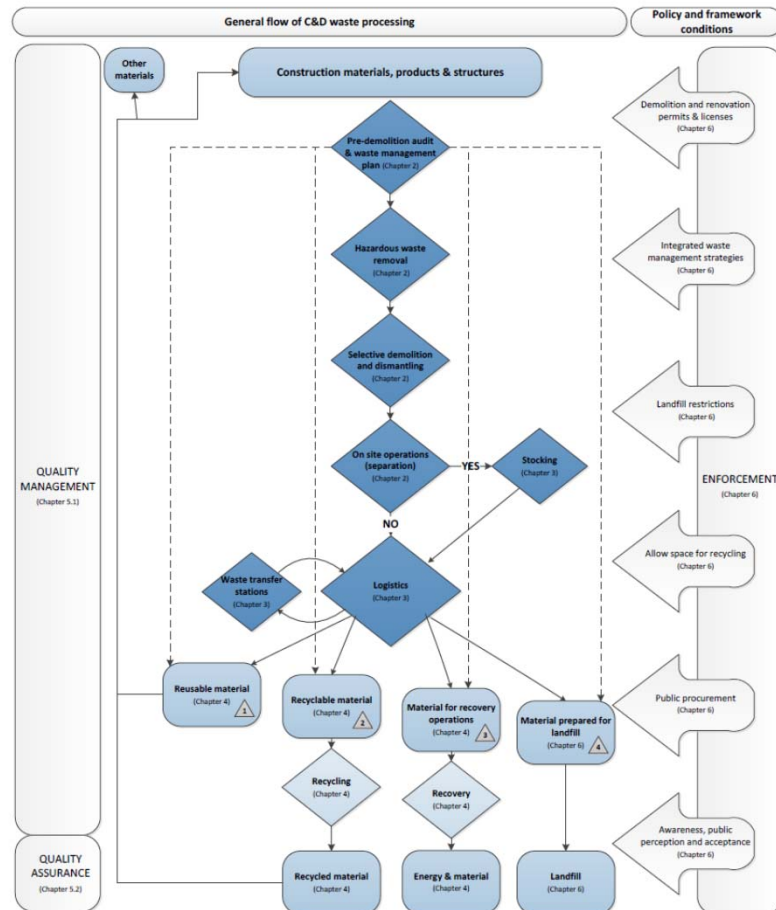 General flow of C&D waste processing
Policy and framework
conditions
Other
materials
Construction materials, products & structures
Demolition and renovation
permits & licenses
(Chapter 6)
Pre-demolition audit
& waste management
plan (Chapter 2)
Hazardous waste
removal
(Chapter 2)
Integrated waste
management strategies
(Chapter 6)
Selective demolition
and dismantling
(Chapter 2)
Landfill restrictions
(Chapter 6)
On site operations
(separation)
(Chapter 2)
YES
Stocking
(Chapter 3)
QUALITY
MANAGEMENT
(Chapter 5.1)
ENFORCEMENT
(Chapter 6)
NO
Allow space for recycling
(Chapter 6)
Waste transfer
stations
(Chapter 3)
Logistics
(Chapter 3)
Reusable material
(Chapter 4)
1
Recyclable material
(Chapter 4)
2
Material for recovery
operations
(Chapter 4)
3
Material prepared for
landfill
(Chapter 6)
4
Public procurement
(Chapter 6)
Recycling
(Chapter 4)
Recovery
(Chapter 4)
Awareness, public
perception and acceptance
(Chapter 6)
QUALITY
ASSURANCE
(Chapter 5.2)
Recycled material
(Chapter 4)
Energy & material
(Chapter 4)
Landfill
(Chapter 6)